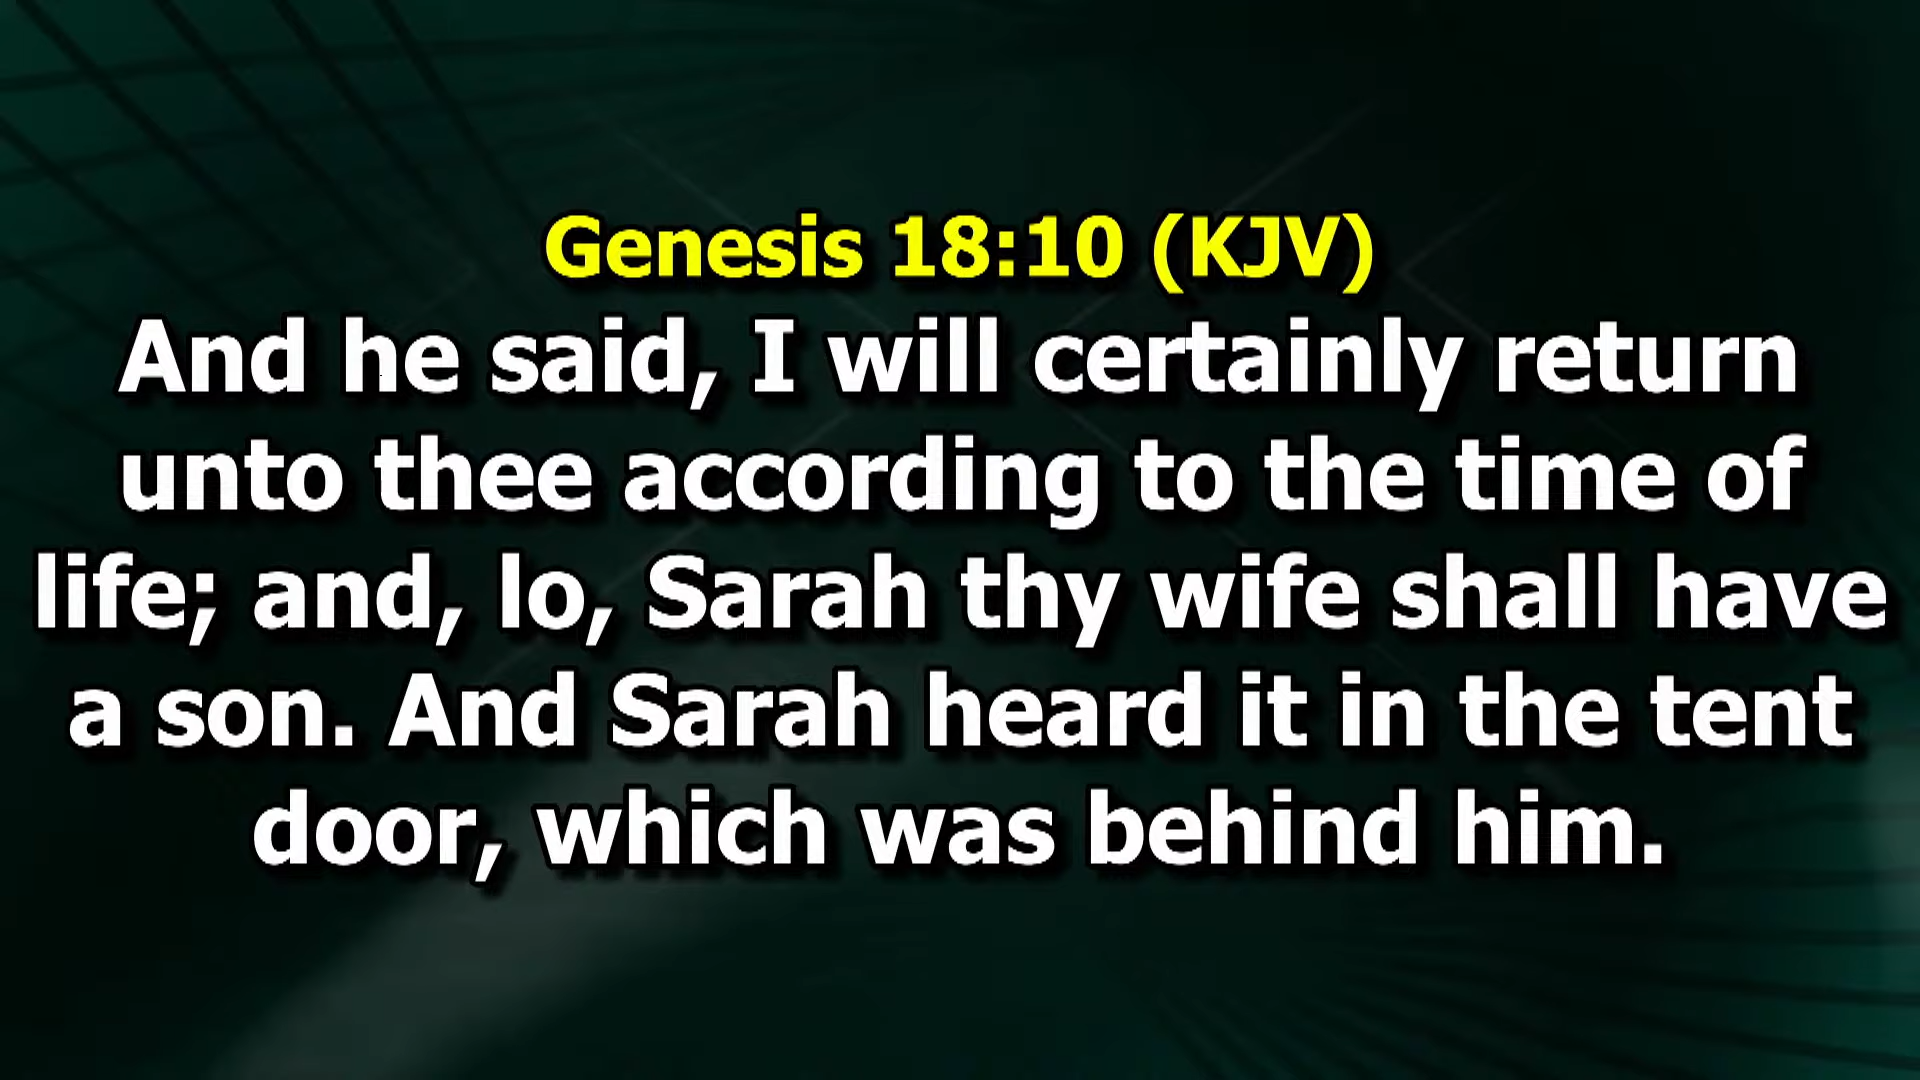 Genesis 18:10 (KJV)
And he said, I will certainly return
unto thee according to the time of
life; and, lo, Sarah thy wife shall have
a son. And Sarah heard it in the tent
door, which was behind him.